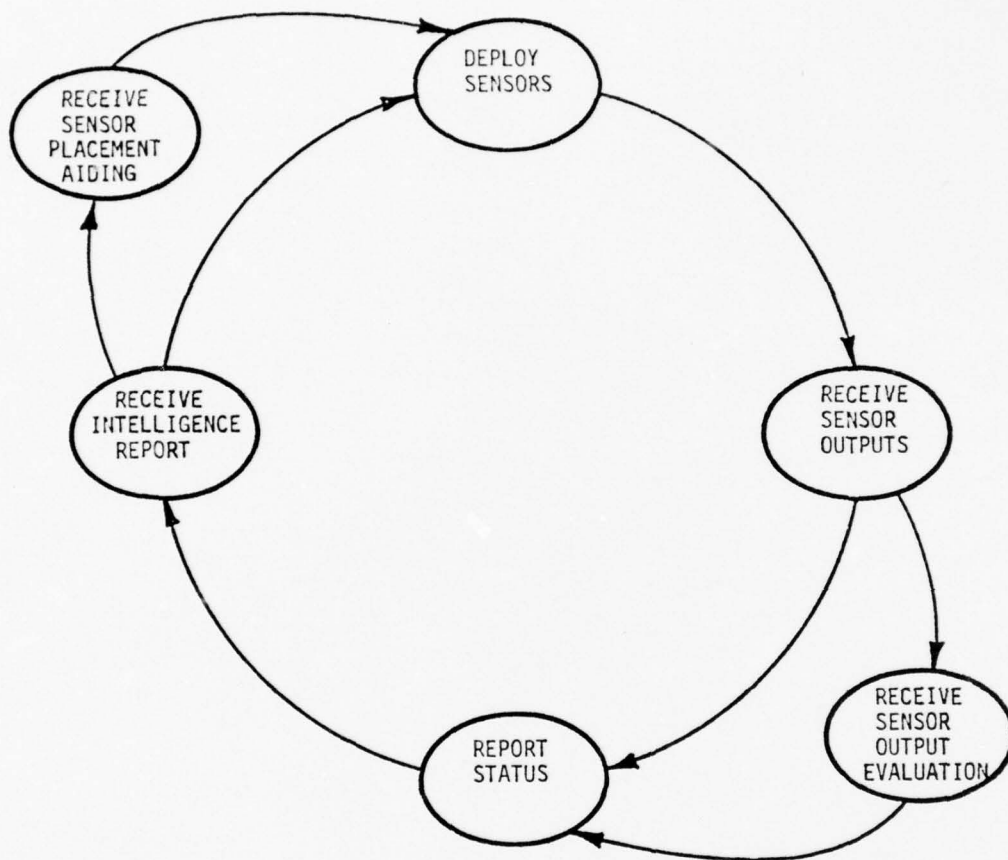 DEPLOY
SENSORS
RECEIVE
SENSOR
PLACEMENT
AIDING
RECEIVE
INTELLIGENCE
REPORT
RECEIVE
SENSOR
OUTPUTS
REPORT
STATUS
RECEIVE
SENSOR
OUTPUT
EVALUATION